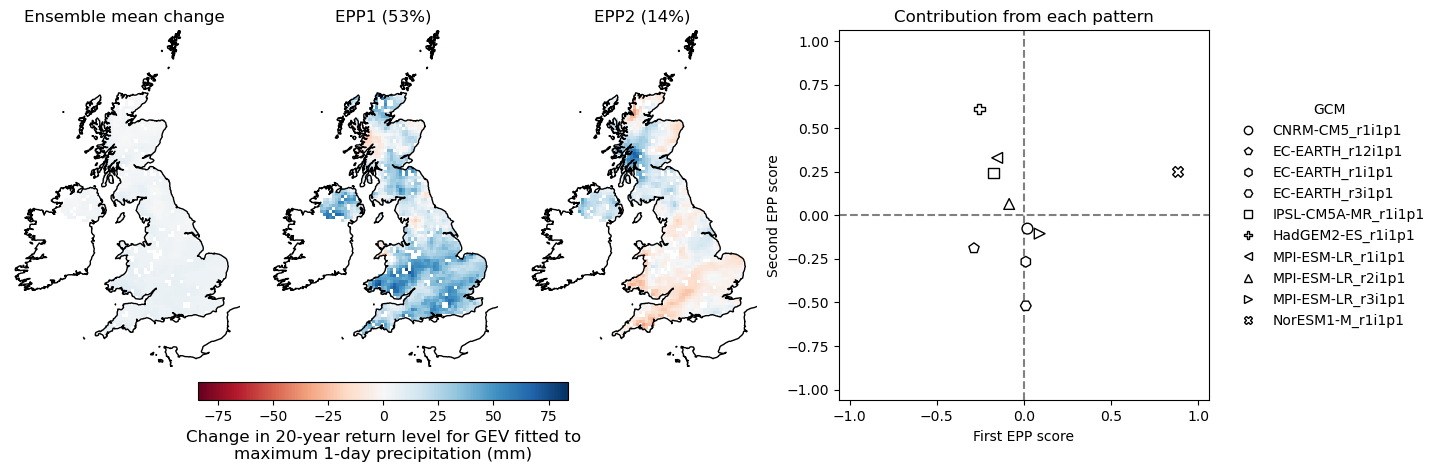 Ensemble mean change
EPP1 (53%)
EPP2 (14%)
Contribution from each pattern
−75 −50 −25 0 25 50 75
Change in 20-year return level for GEV fitted to
maximum 1-day precipitation (mm)
Second EPP score
1.00
0.75
0.50
0.25
0.00
−0.25
−0.50
−0.75
−1.00
−1.0 −0.5 0.0 0.5 1.0
First EPP score
GCM
CNRM-CM5_r1i1p1
EC-EARTH_r12i1p1
EC-EARTH_r1i1p1
EC-EARTH_r3i1p1
IPSL-CM5A-MR_r1i1p1
HadGEM2-ES_r1i1p1
MPI-ESM-LR_r1i1p1
MPI-ESM-LR_r2i1p1
MPI-ESM-LR_r3i1p1
NorESM1-M_r1i1p1